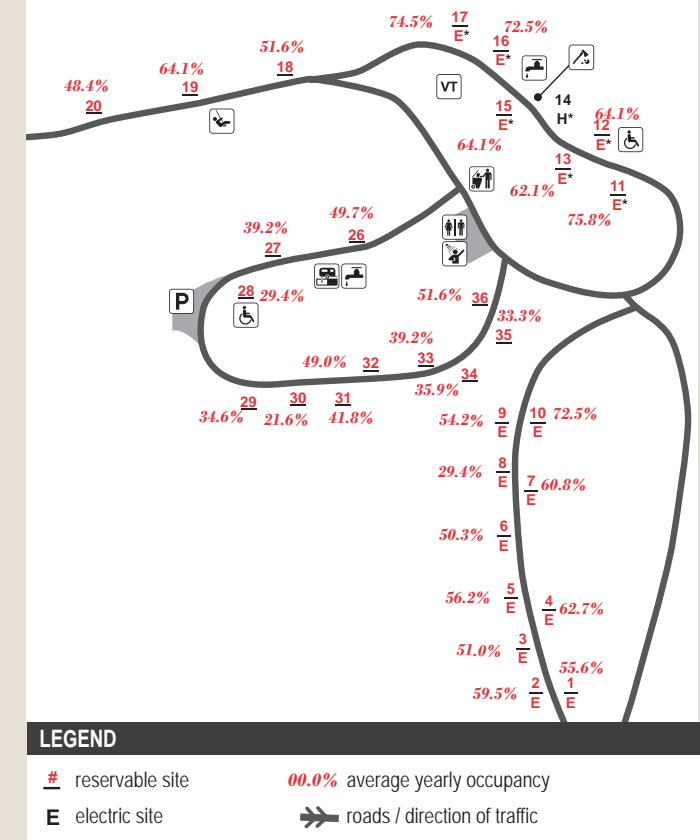 74.5% 17
E*
72.5%
16
E*
51.6%
18
64.1%
19
48.4%
20
VT
14
H*
15
E*
64.1%
12
E*
64.1%
13
E*
62.1%
11
E*
75.8%
49.7%
26
39.2%
27
P
28 29.4%
51.6% 36
33.3%
35
39.2%
33
49.0% 32
34
35.9%
29
34.6%
30
21.6%
31
41.8%
54.2% 9
E
10 72.5%
E
29.4% 8
E
7 60.8%
E
50.3% 6
E
56.2% 5
E
4 62.7%
E
51.0% 3
E
55.6%
59.5% 2
E
1
E
LEGEND
# reservable site
00.0% average yearly occupancy
E electric site
roads / direction of traffic